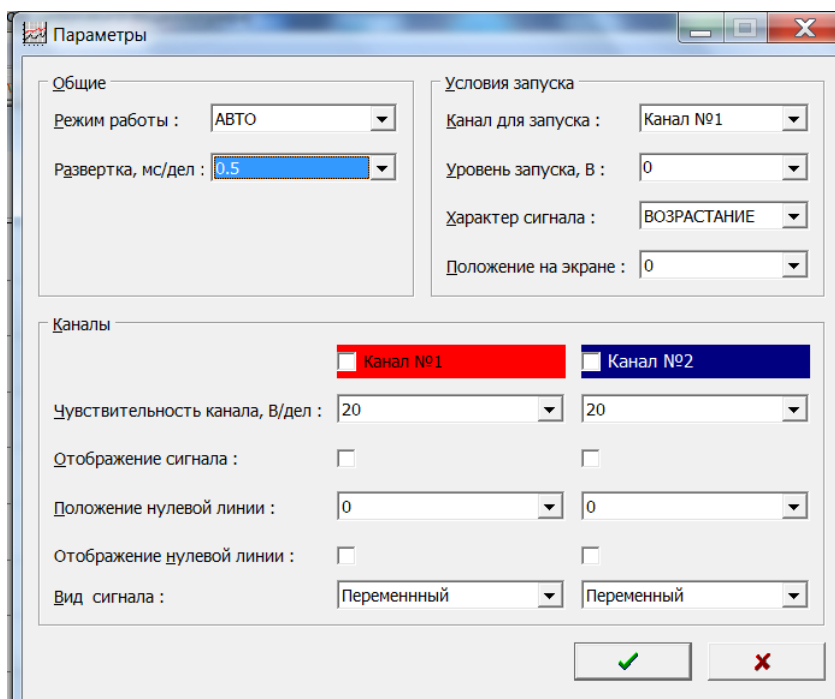 Параметры
Общие
Режим работы : АВТО
Развертка, мс/дел : 0.5
Условия запуска
Канал для запуска : Канал №1
Уровень запуска, В : 0
Характер сигнала : ВОЗРАСТАНИЕ
Положение на экране : 0
Каналы
Канал №1 Канал №2
Чувствительность канала, В/дел : 20 20
Отображение сигнала :
Положение нулевой линии : 0 0
Отображение нулевой линии :
Вид сигнала : Переменнный Переменный